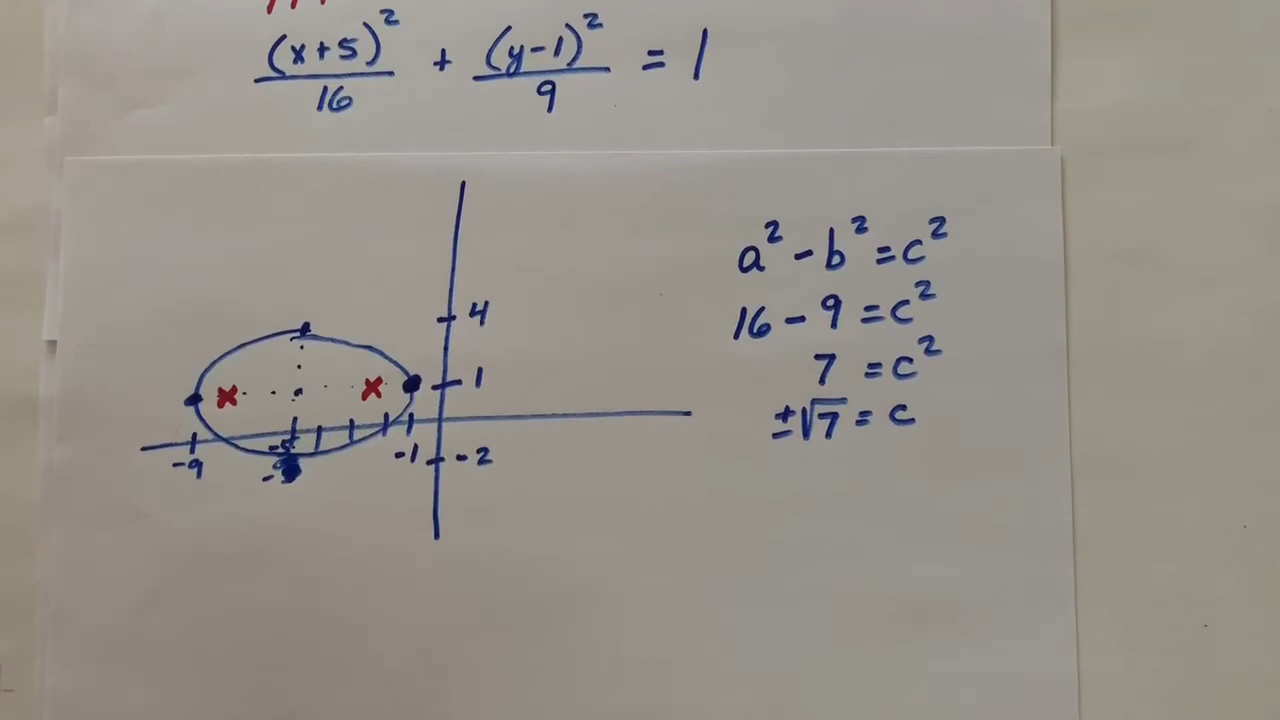 (x+5)²/16 + (y-1)²/9 = 1
a² - b² = c²
16 - 9 = c²
7 = c²
±√7 = c
4
1
-9
-5
-1
-2